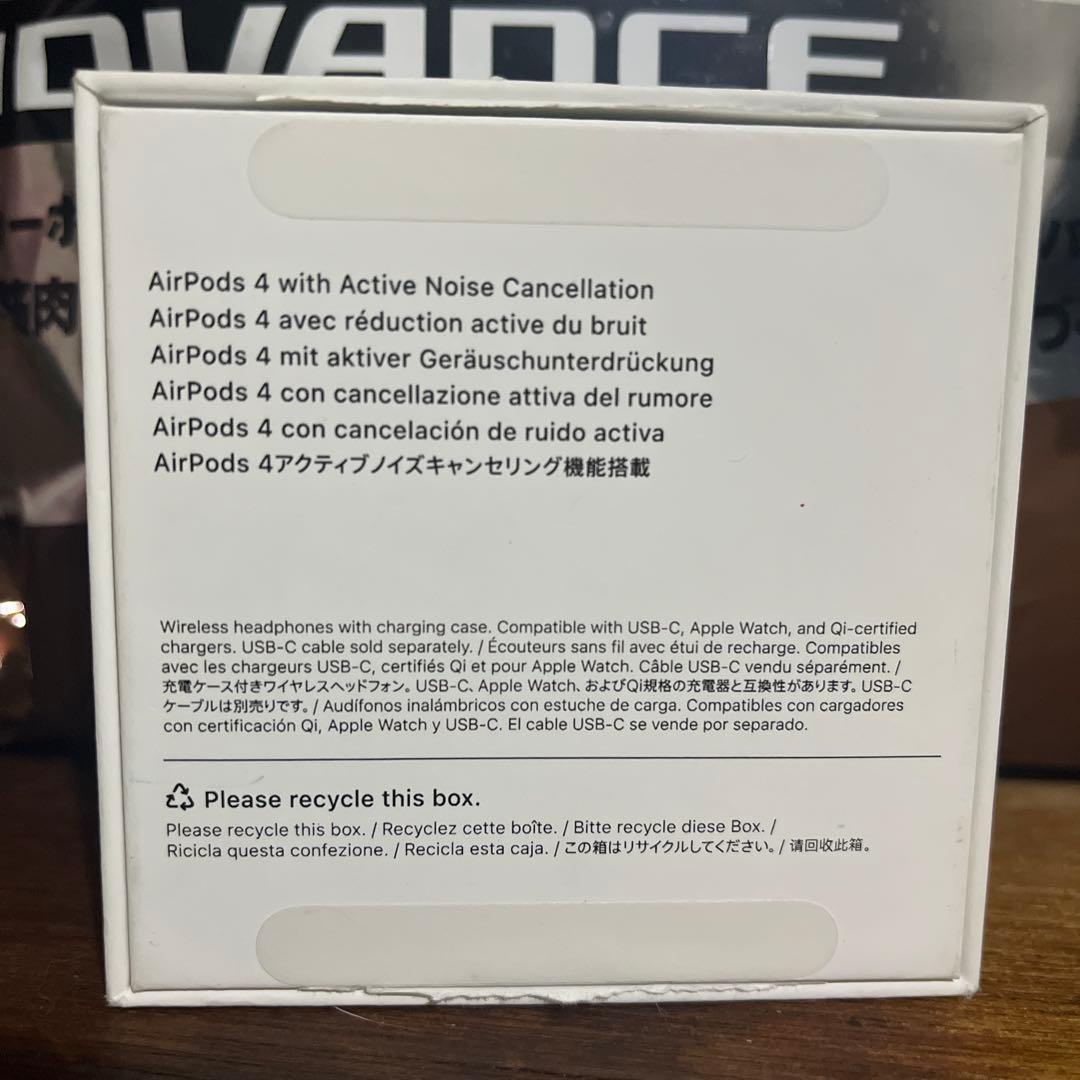 ADVANCE
筋肉
AirPods 4 with Active Noise Cancellation
AirPods 4 avec réduction active du bruit
AirPods 4 mit aktiver Geräuschunterdrückung
AirPods 4 con cancellazione attiva del rumore
AirPods 4 con cancelación de ruido activa
AirPods 4アクティブノイズキャンセリング機能搭載
Wireless headphones with charging case. Compatible with USB-C, Apple Watch, and Qi-certified
chargers. USB-C cable sold separately. / Écouteurs sans fil avec étui de recharge. Compatibles
avec les chargeurs USB-C, certifiés Qi et pour Apple Watch. Câble USB-C vendu séparément. /
充電ケース付きワイヤレスヘッドフォン。USB-C、Apple Watch、およびQi規格の充電器と互換性があります。USB-C
ケーブルは別売りです。/ Audífonos inalámbricos con estuche de carga. Compatibles con cargadores
con certificación Qi, Apple Watch y USB-C. El cable USB-C se vende por separado.
Please recycle this box.
Please recycle this box. / Recyclez cette boîte. / Bitte recycle diese Box. /
Ricicla questa confezione. / Recicla esta caja. / この箱はリサイクルしてください。/ 请回收此箱。